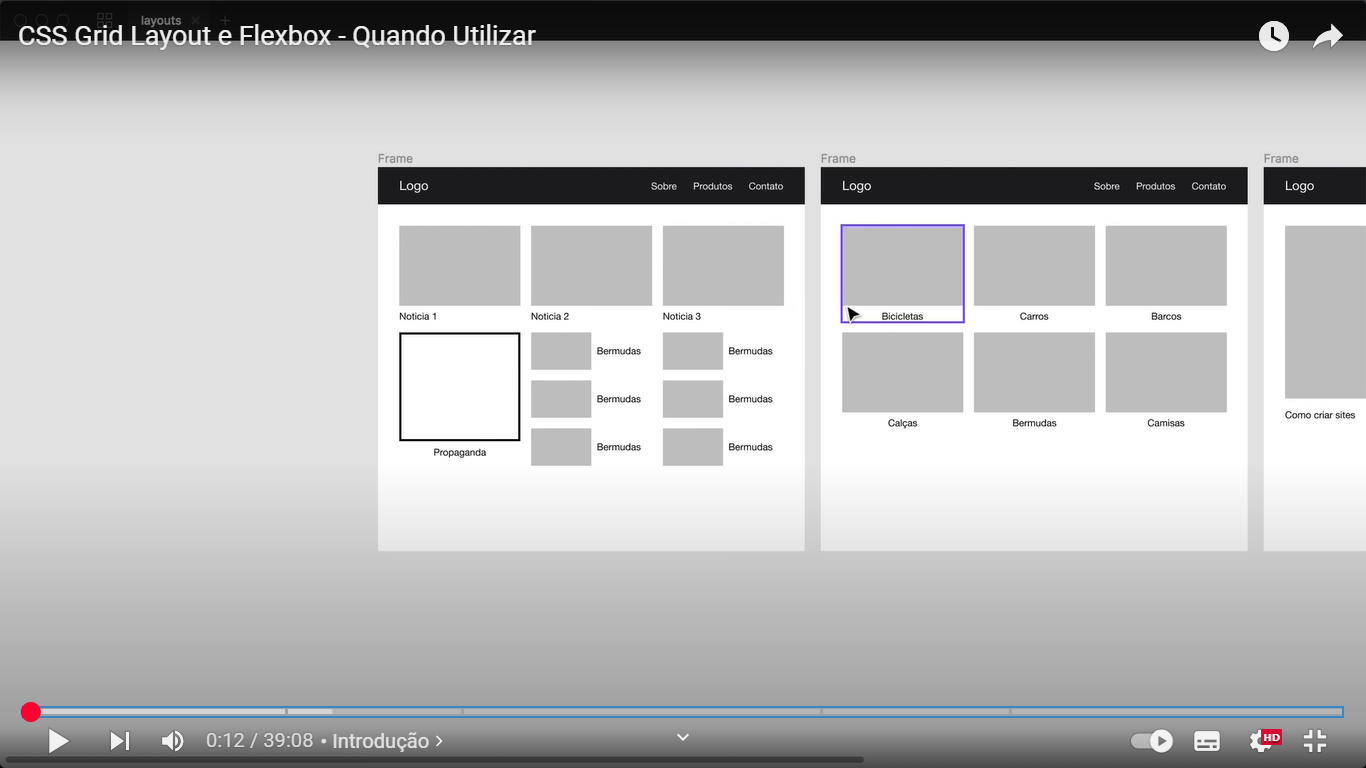 layouts
CSS Grid Layout e Flexbox - Quando Utilizar
Frame
Logo
Sobre Produtos Contato
Noticia 1
Noticia 2
Noticia 3
Propaganda
Bermudas
Bermudas
Bermudas
Bermudas
Bermudas
Bermudas
Frame
Logo
Sobre Produtos Contato
Bicicletas
Carros
Barcos
Calças
Bermudas
Camisas
Frame
Logo
Como criar sites
0:12 / 39:08 • Introdução
HD